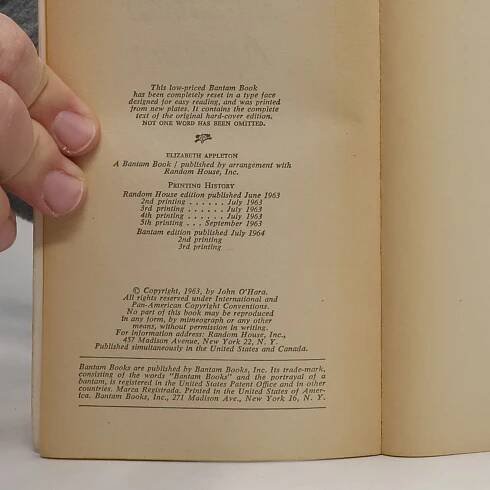 This low-priced Bantam Book
has been completely reset in a type face
designed for easy reading, and was printed
from new plates. It contains the complete
text of the original hard-cover edition.
NOT ONE WORD HAS BEEN OMITTED.
ELIZABETH APPLETON
A Bantam Book / published by arrangement with
Random House, Inc.
PRINTING HISTORY
Random House edition published June 1963
2nd printing . . . . . . July 1963
3rd printing . . . . . . July 1963
4th printing . . . . . . July 1963
5th printing . . . September 1963
Bantam edition published July 1964
2nd printing
3rd printing
© Copyright, 1963, by John O'Hara.
All rights reserved under International and
Pan-American Copyright Conventions.
No part of this book may be reproduced
in any form, by mimeograph or any other
means, without permission in writing.
For information address: Random House, Inc.,
457 Madison Avenue, New York 22, N. Y.
Published simultaneously in the United States and Canada.
Bantam Books are published by Bantam Books, Inc. Its trade-mark,
consisting of the words "Bantam Books" and the portrayal of a
bantam, is registered in the United States Patent Office and in other
countries. Marca Registrada. Printed in the United States of Amer-
ica. Bantam Books, Inc., 271 Madison Ave., New York 16, N. Y.